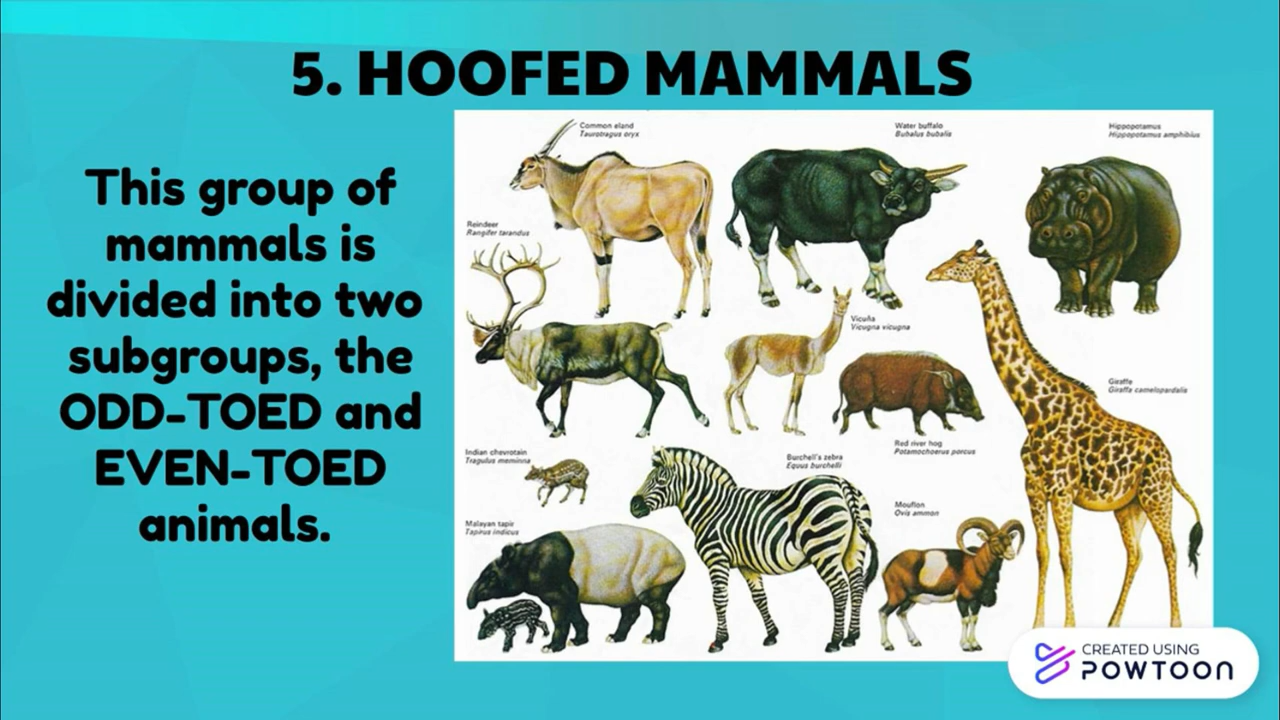 5. HOOFED MAMMALS
This group of
mammals is
divided into two
subgroups, the
ODD-TOED and
EVEN-TOED
animals.
Common eland
Taurotragus oryx
Water buffalo
Bubalus bubalis
Hippopotamus
Hippopotamus amphibius
Reindeer
Rangifer tarandus
Vicuña
Vicugna vicugna
Giraffe
Giraffa camelopardalis
Red river hog
Potamochoerus porcus
Indian chevrotain
Tragulus meminna
Burchell's zebra
Equus burchelli
Mouflon
Ovis ammon
Malayan tapir
Tapirus indicus
CREATED USING
POWTOON